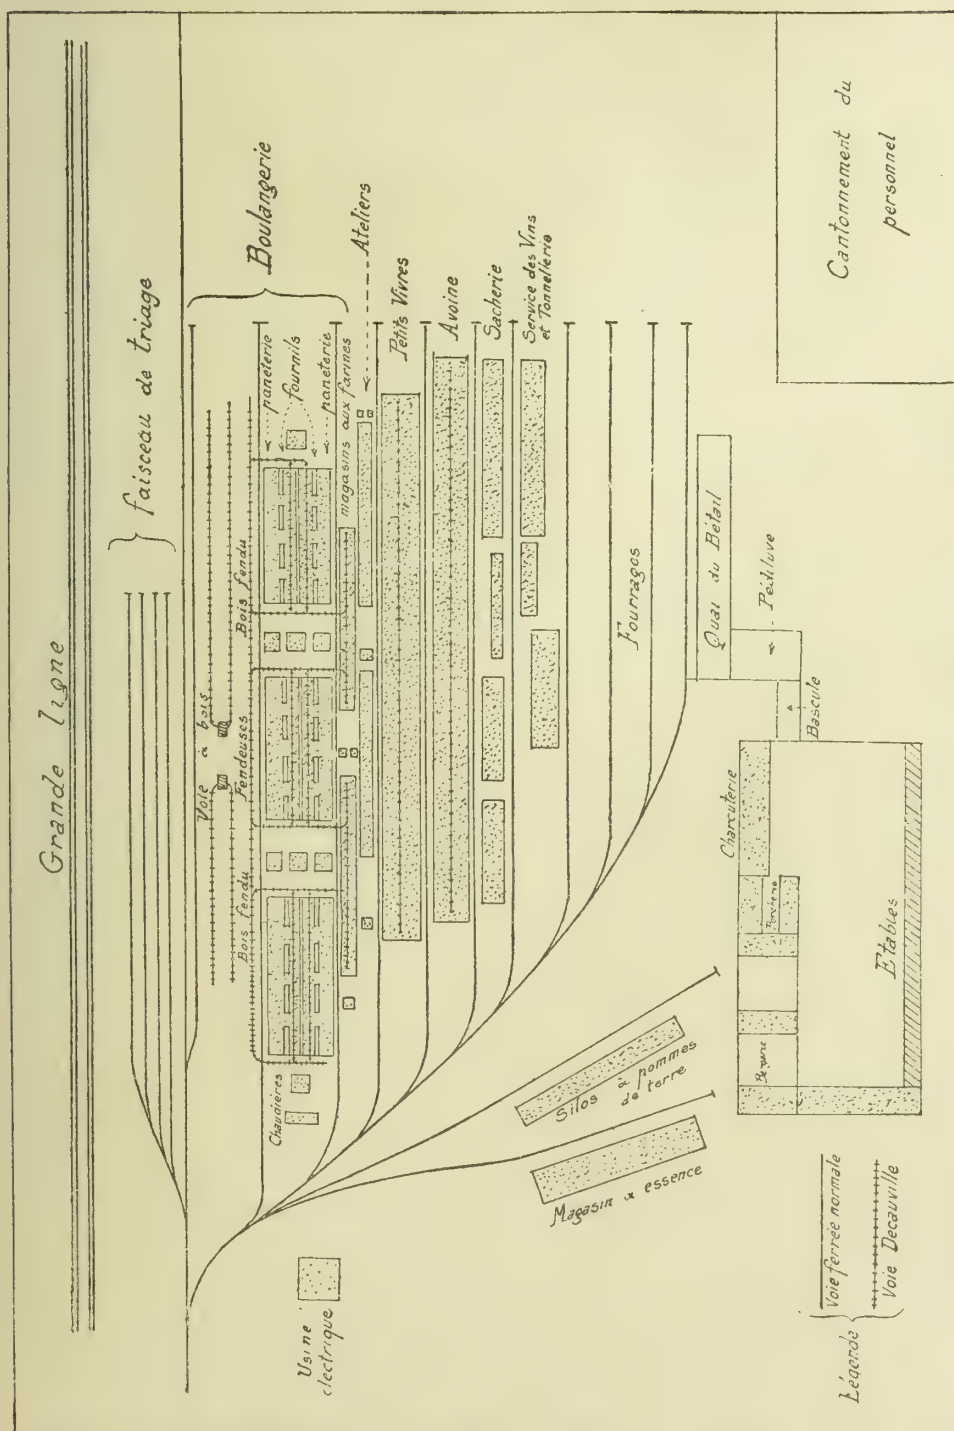 Grande ligne
Faisceau de triage
Boulangerie
Voie à bois
Bois fendu
Fendeuses
Bois fendu
paneterie
fournils
paneterie
magasins aux farines
Ateliers
Chaudières
Petits Vivres
Avoine
Sacherie
Service des Vins
et Tonnellerie
Fourrages
Quai du Bétail
Pédiluve
Bascule
Cantonnement du
personnel
Charcuterie
Porcherie
Bergerie
Etables
Silos à pommes
de terre
Magasin à essence
Usine
électrique
Légende
Voie ferrée normale
Voie Decauville